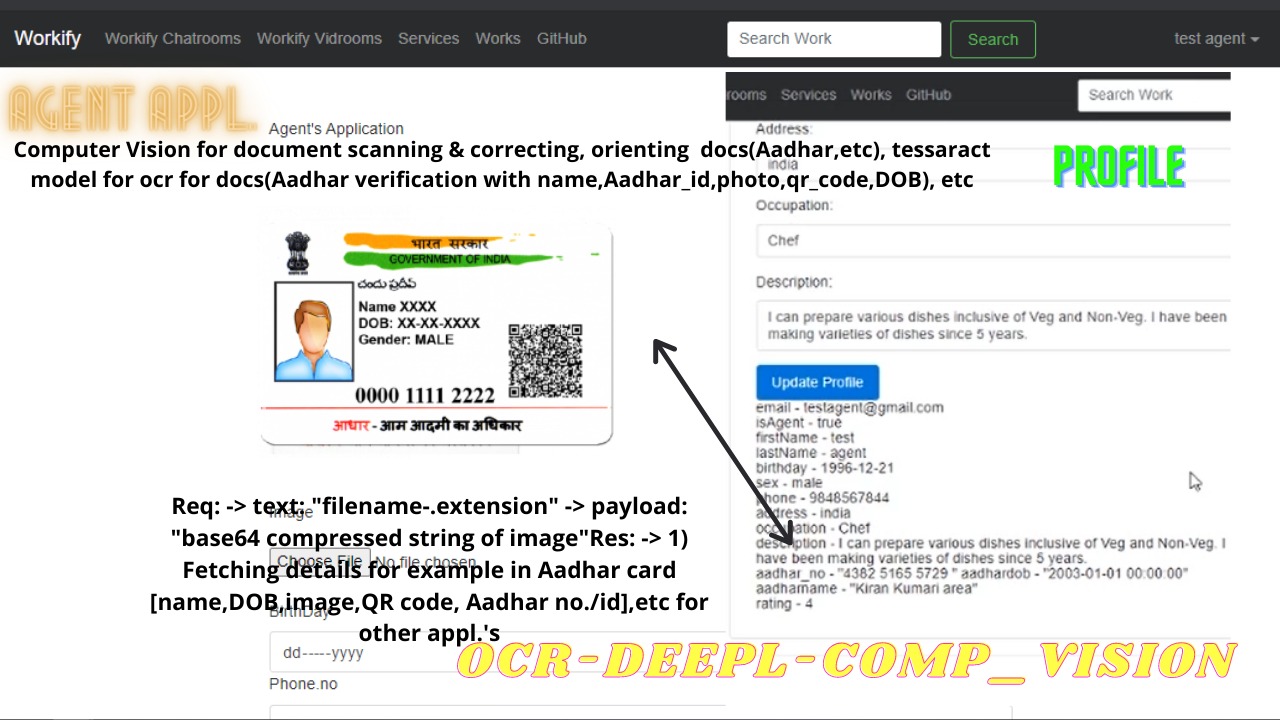 Workify Workify Chatrooms Workify Vidrooms Services Works GitHub Search Work Search test agent
AGENT APPL.
Agent's Application
Computer Vision for document scanning & correcting, orienting docs(Aadhar,etc), tessaract
model for ocr for docs(Aadhar verification with name,Aadhar_id,photo,qr_code,DOB), etc
भारत सरकार
GOVERNMENT OF INDIA
చందు ప్రదీప్
Name XXXX
DOB: XX-XX-XXXX
Gender: MALE
0000 1111 2222
आधार - आम आदमी का अधिकार
Req: -> text: "filename-.extension" -> payload:
Image
"base64 compressed string of image"Res: -> 1)
Choose File No file chosen
Fetching details for example in Aadhar card
[name,DOB,image,QR code, Aadhar no./id],etc for
BirthDay
other appl.'s
dd-----yyyy
Phone.no
rooms Services Works GitHub Search Work
PROFILE
Address:
india
Occupation:
Chef
Description:
I can prepare various dishes inclusive of Veg and Non-Veg. I have been
making varieties of dishes since 5 years.
Update Profile
email - testagent@gmail.com
isAgent - true
firstName - test
lastName - agent
birthday - 1996-12-21
sex - male
phone - 9848567844
address - india
occupation - Chef
description - I can prepare various dishes inclusive of Veg and Non-Veg. I
have been making varieties of dishes since 5 years.
aadhar_no - "4382 5165 5729 " aadhardob - "2003-01-01 00:00:00"
aadharname - "Kiran Kumari area"
rating - 4
OCR-DEEPL-COMP_VISION